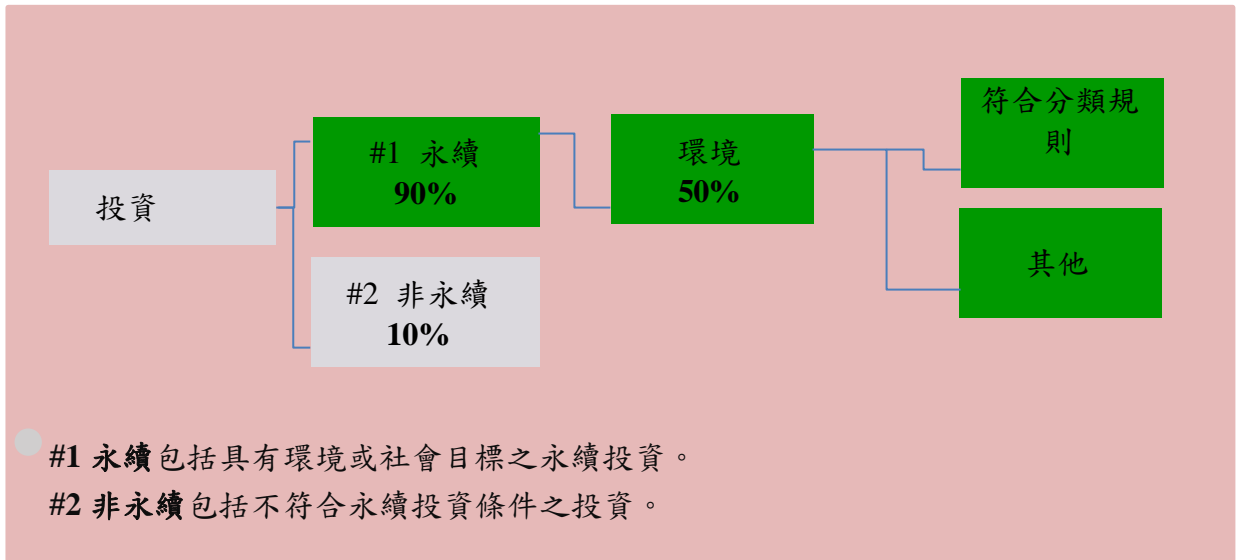 投資
#1 永續
90%
#2 非永續
10%
環境
50%
符合分類規
則
其他
#1 永續包括具有環境或社會目標之永續投資。
#2 非永續包括不符合永續投資條件之投資。